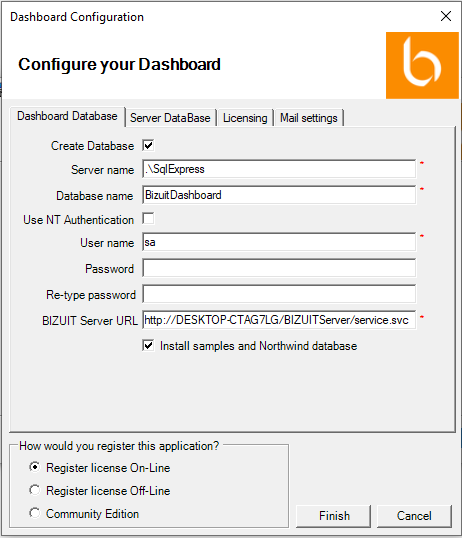 Dashboard Configuration
Configure your Dashboard
Dashboard Database Server DataBase Licensing Mail settings
Create Database
Server name .\SqlExpress *
Database name BizuitDashboard *
Use NT Authentication
User name sa *
Password
Re-type password
BIZUIT Server URL http://DESKTOP-CTAG7LG/BIZUITServer/service.svc *
Install samples and Northwind database
How would you register this application?
Register license On-Line
Register license Off-Line
Community Edition
Finish Cancel